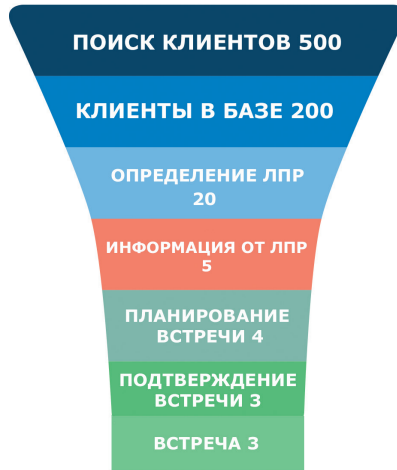 ПОИСК КЛИЕНТОВ 500
КЛИЕНТЫ В БАЗЕ 200
ОПРЕДЕЛЕНИЕ ЛПР
20
ИНФОРМАЦИЯ ОТ ЛПР
5
ПЛАНИРОВАНИЕ
ВСТРЕЧИ 4
ПОДТВЕРЖДЕНИЕ
ВСТРЕЧИ 3
ВСТРЕЧА 3